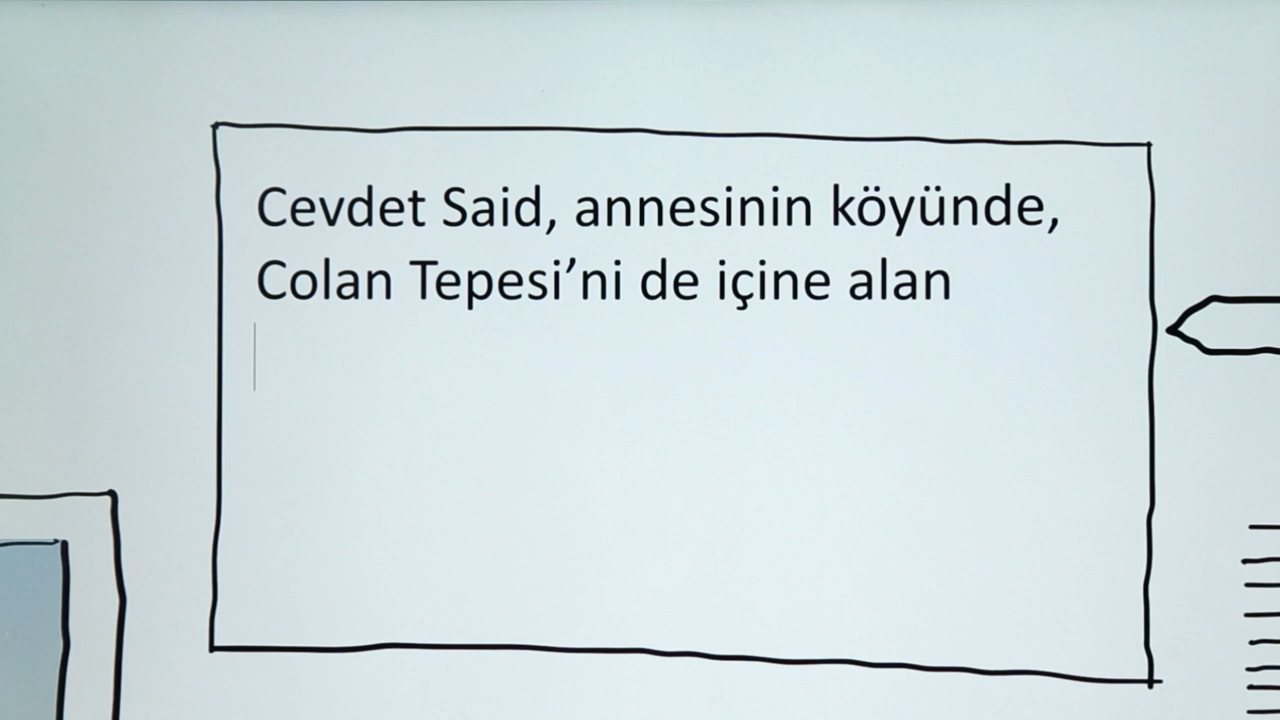 Cevdet Said, annesinin köyünde,
Colan Tepesi’ni de içine alan